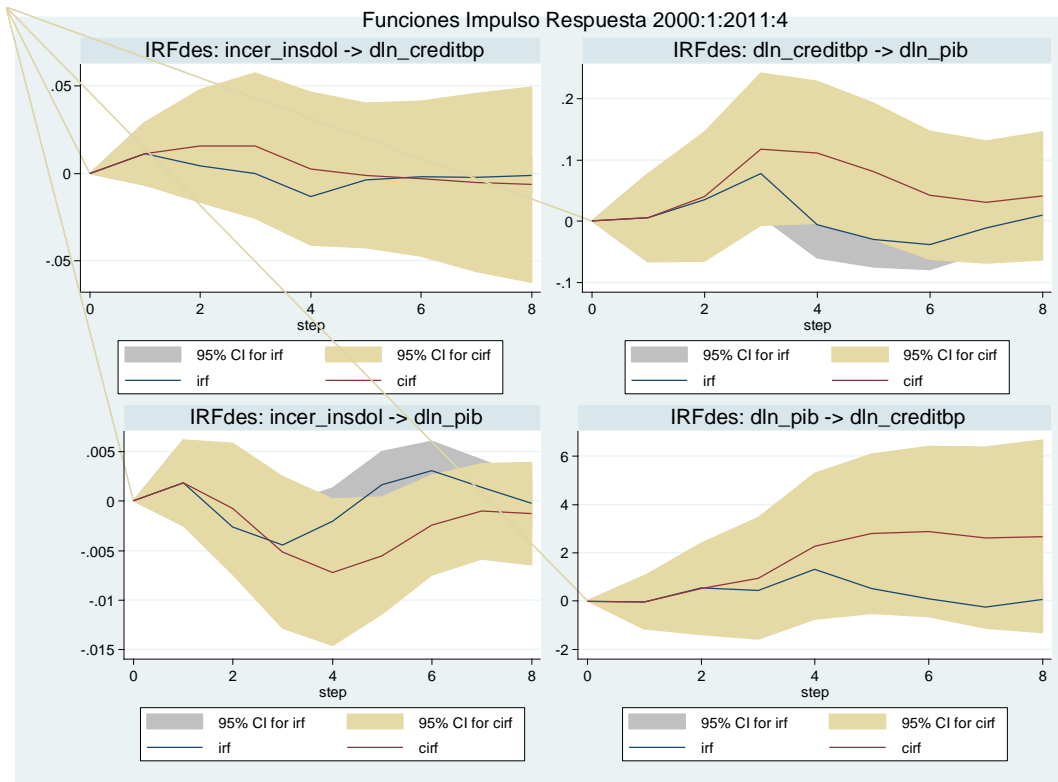 Funciones Impulso Respuesta 2000:1:2011:4
IRFdes: incer_insdol -> dln_creditbp
.05
0
-.05
0 2 4 6 8
step
95% CI for irf 95% CI for cirf
irf cirf
IRFdes: dln_creditbp -> dln_pib
.2
.1
0
-.1
0 2 4 6 8
step
95% CI for irf 95% CI for cirf
irf cirf
IRFdes: incer_insdol -> dln_pib
.005
0
-.005
-.01
-.015
0 2 4 6 8
step
95% CI for irf 95% CI for cirf
irf cirf
IRFdes: dln_pib -> dln_creditbp
6
4
2
0
-2
0 2 4 6 8
step
95% CI for irf 95% CI for cirf
irf cirf